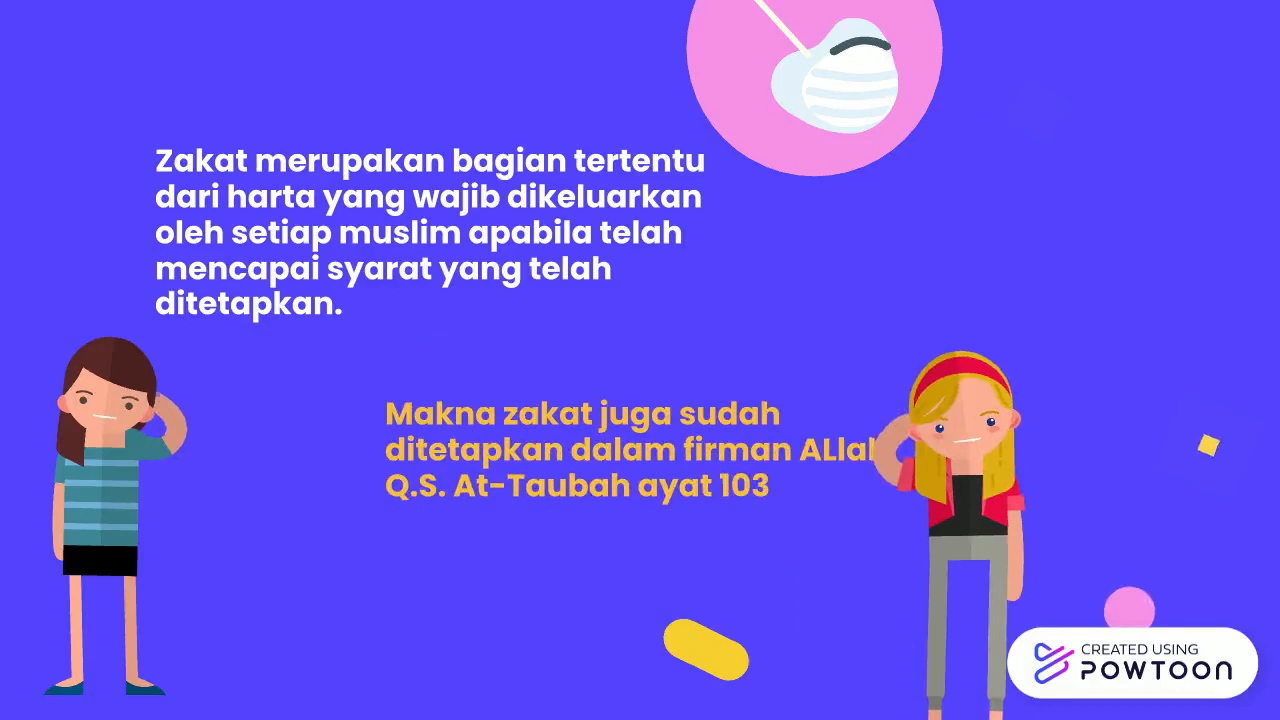 Zakat merupakan bagian tertentu
dari harta yang wajib dikeluarkan
oleh setiap muslim apabila telah
mencapai syarat yang telah
ditetapkan.
Makna zakat juga sudah
ditetapkan dalam firman
Q.S. At-Taubah ayat 103
CREATED USING
POWTOON